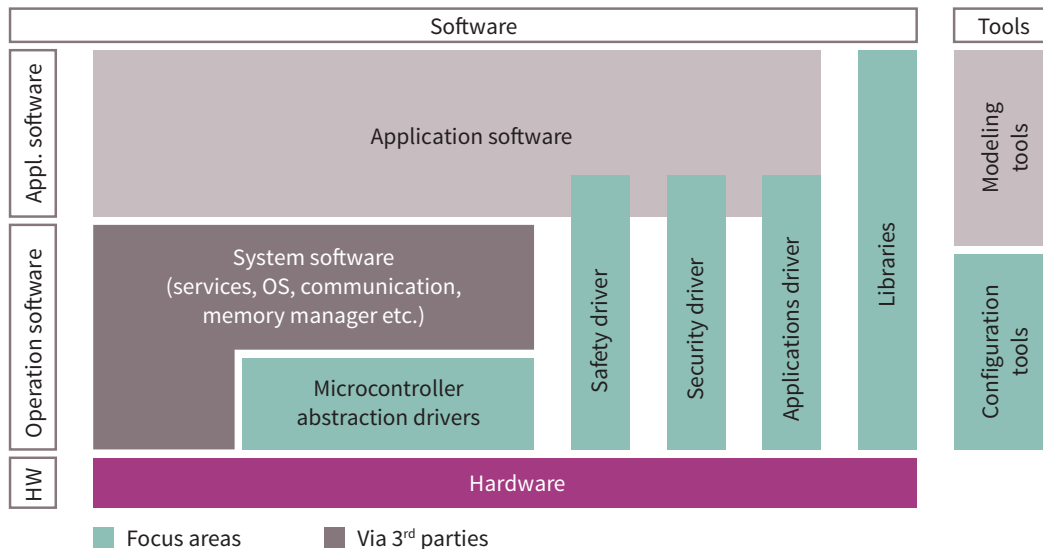 Software
Tools
Appl. software
Application software
Modeling
tools
Operation software
System software
(services, OS, communication,
memory manager etc.)
Microcontroller
abstraction drivers
Safety driver
Security driver
Applications driver
Libraries
Configuration
tools
HW
Hardware
Focus areas
Via 3rd parties